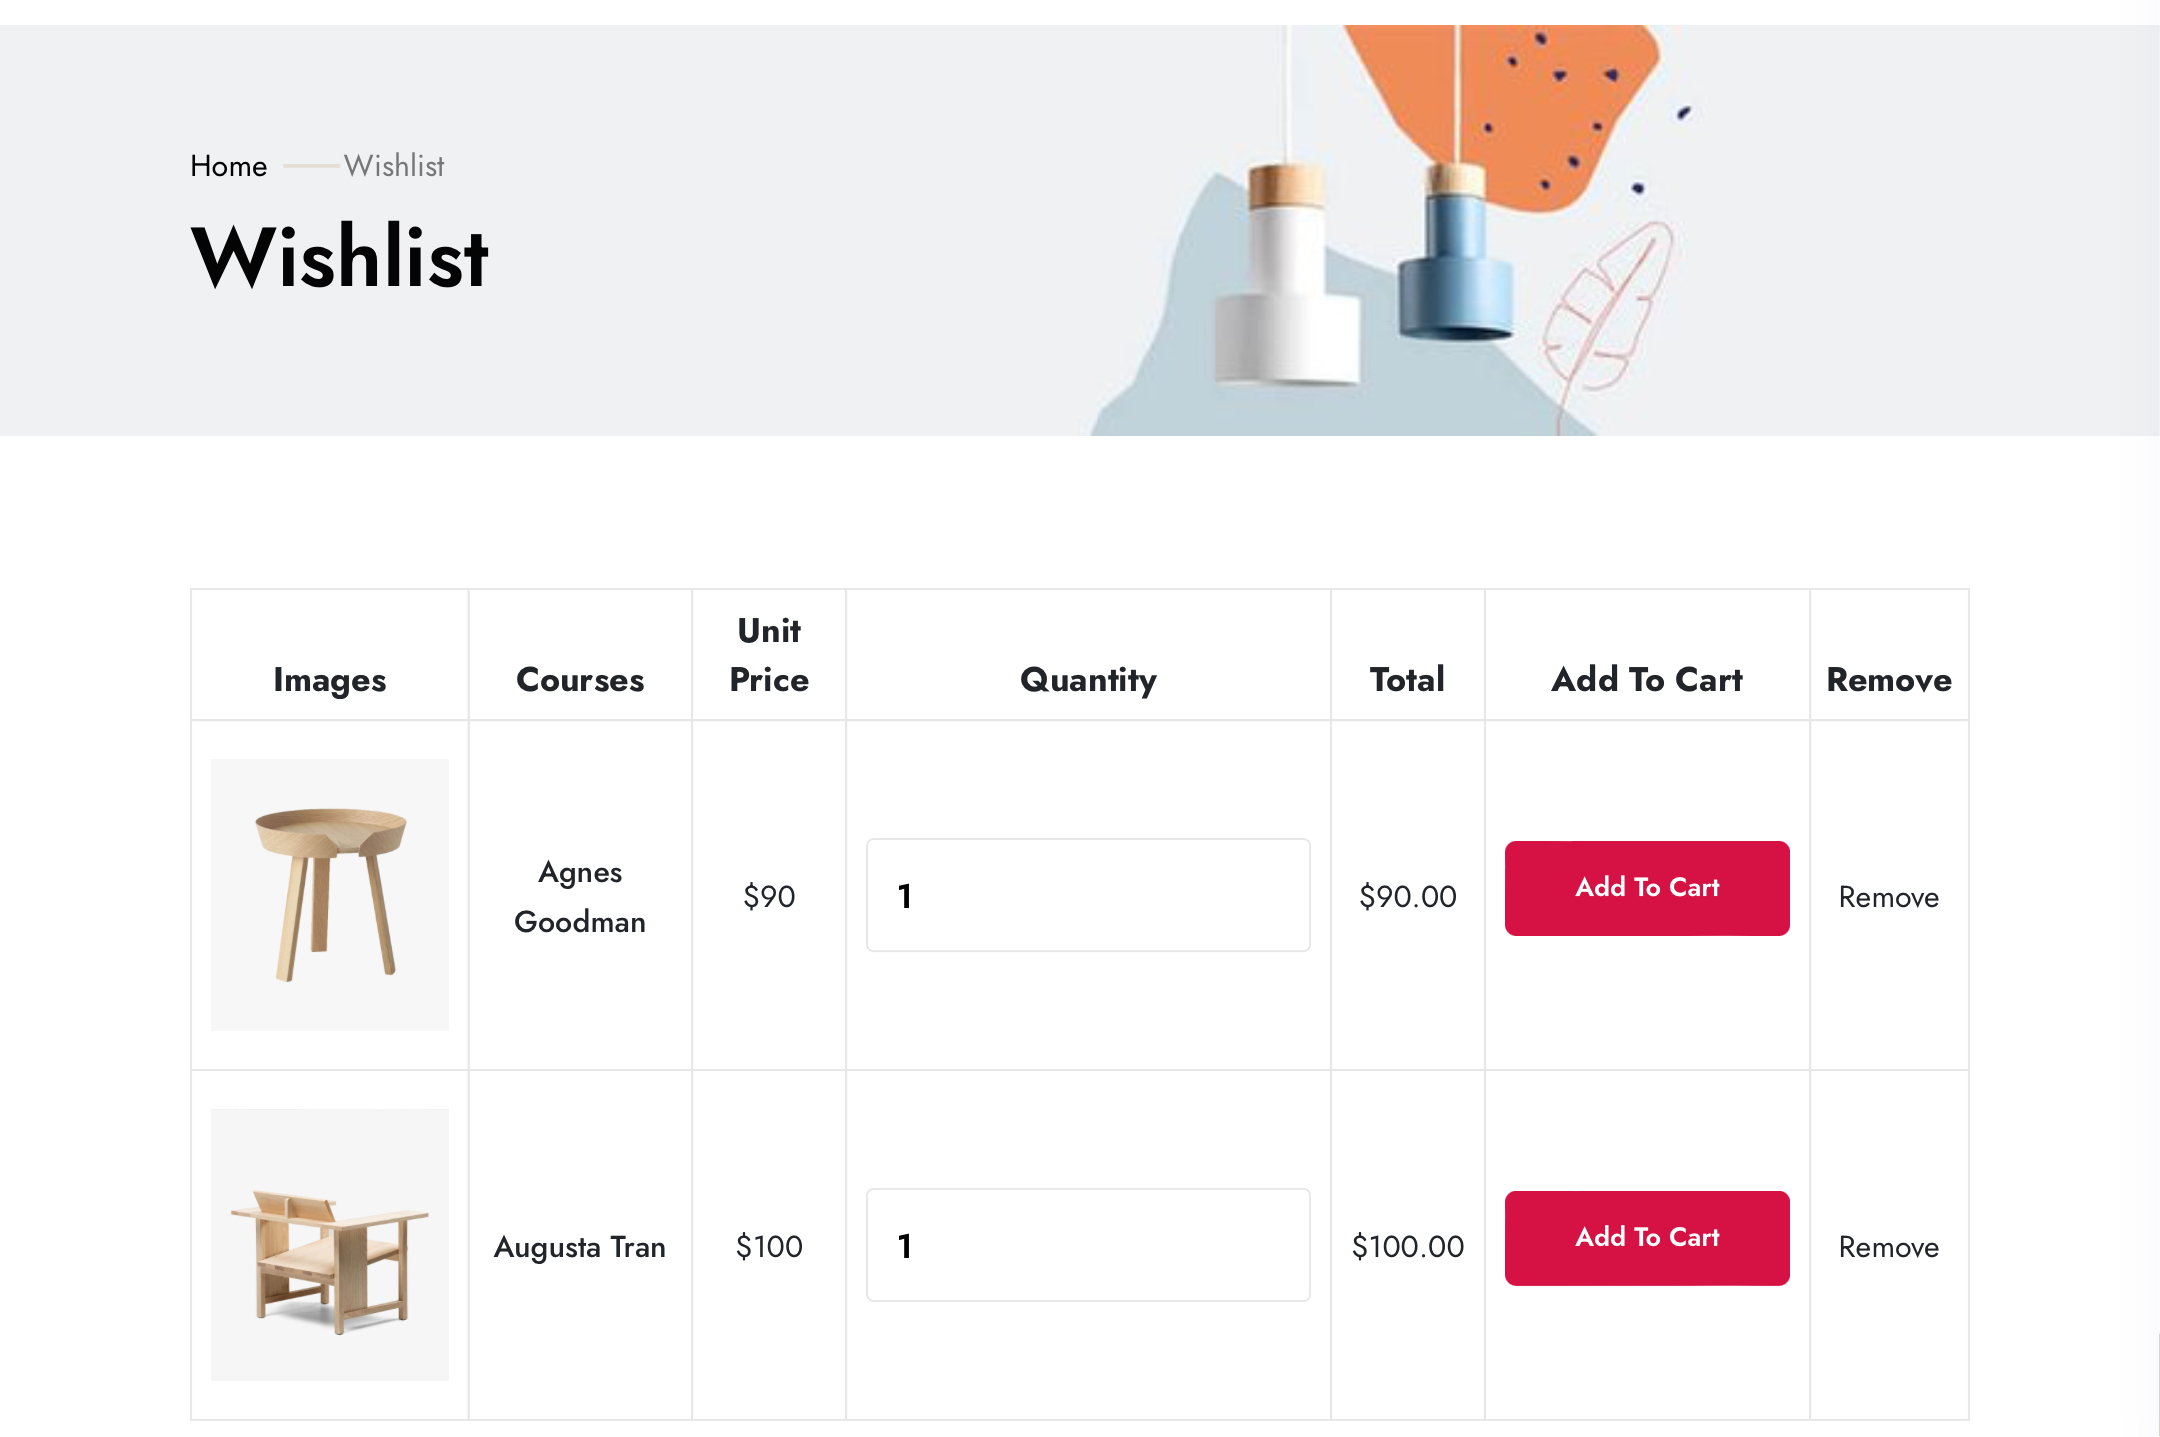 Home Wishlist
Wishlist
Images Courses Unit Price Quantity Total Add To Cart Remove
Agnes Goodman $90 1 $90.00 Add To Cart Remove
Augusta Tran $100 1 $100.00 Add To Cart Remove